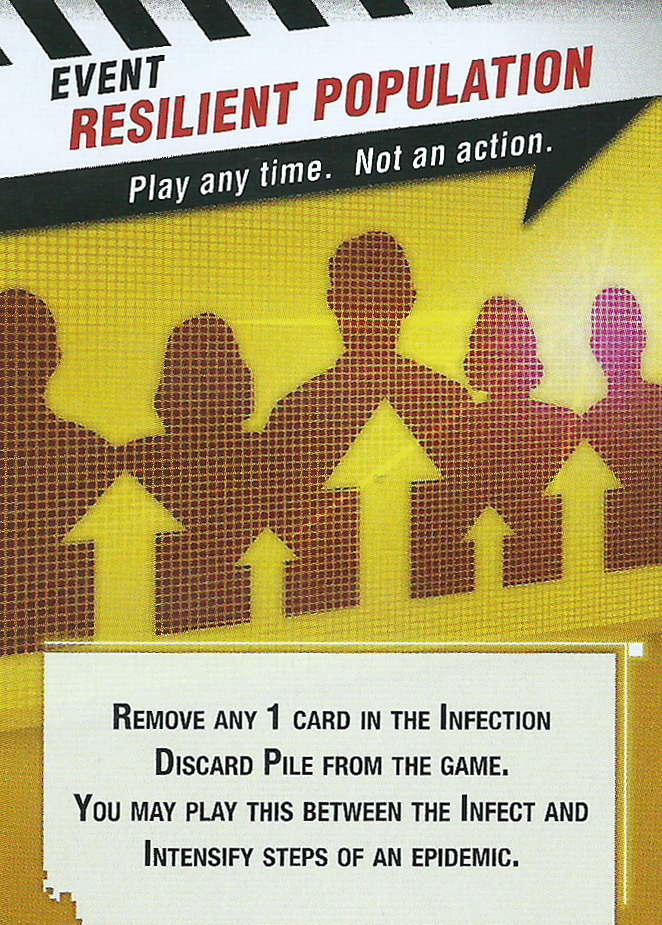 EVENT
RESILIENT POPULATION
Play any time. Not an action.
REMOVE ANY 1 CARD IN THE INFECTION
DISCARD PILE FROM THE GAME.
YOU MAY PLAY THIS BETWEEN THE INFECT AND
INTENSIFY STEPS OF AN EPIDEMIC.